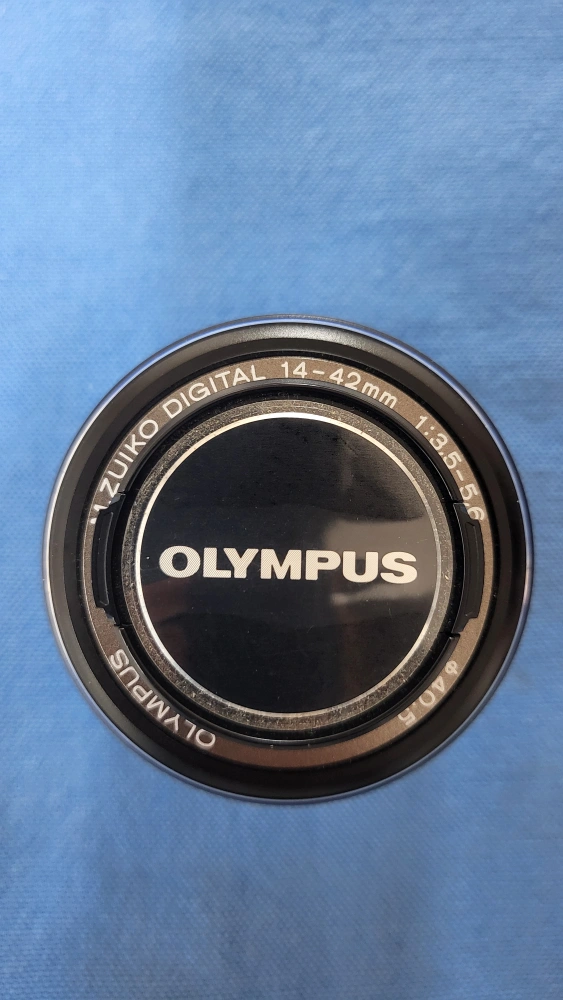 M.ZUIKO DIGITAL 14-42mm 1:3.5-5.6
OLYMPUS
OLYMPUS
ϕ40.5